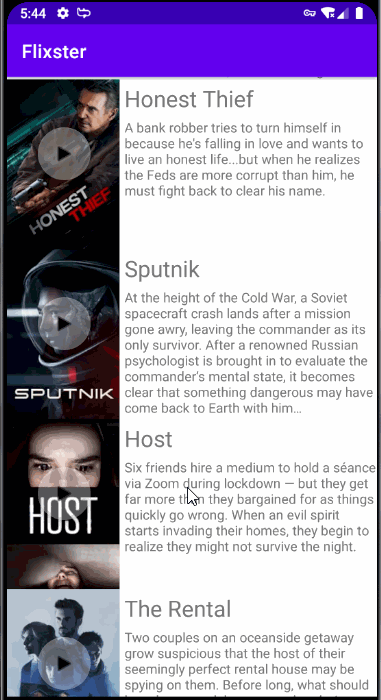 5:44
Flixster
Honest Thief
A bank robber tries to turn himself in
because he's falling in love and wants to
live an honest life...but when he realizes
the Feds are more corrupt than him, he
must fight back to clear his name.
HONEST
THIEF
Sputnik
At the height of the Cold War, a Soviet
spacecraft crash lands after a mission
gone awry, leaving the commander as its
only survivor. After a renowned Russian
psychologist is brought in to evaluate the
commander's mental state, it becomes
clear that something dangerous may have
come back to Earth with him…
SPUTNIK
Host
Six friends hire a medium to hold a séance
via Zoom during lockdown — but they get
far more than they bargained for as things
quickly go wrong. When an evil spirit
starts invading their homes, they begin to
realize they might not survive the night.
HOST
The Rental
Two couples on an oceanside getaway
grow suspicious that the host of their
seemingly perfect rental house may be
spying on them. Before long, what should